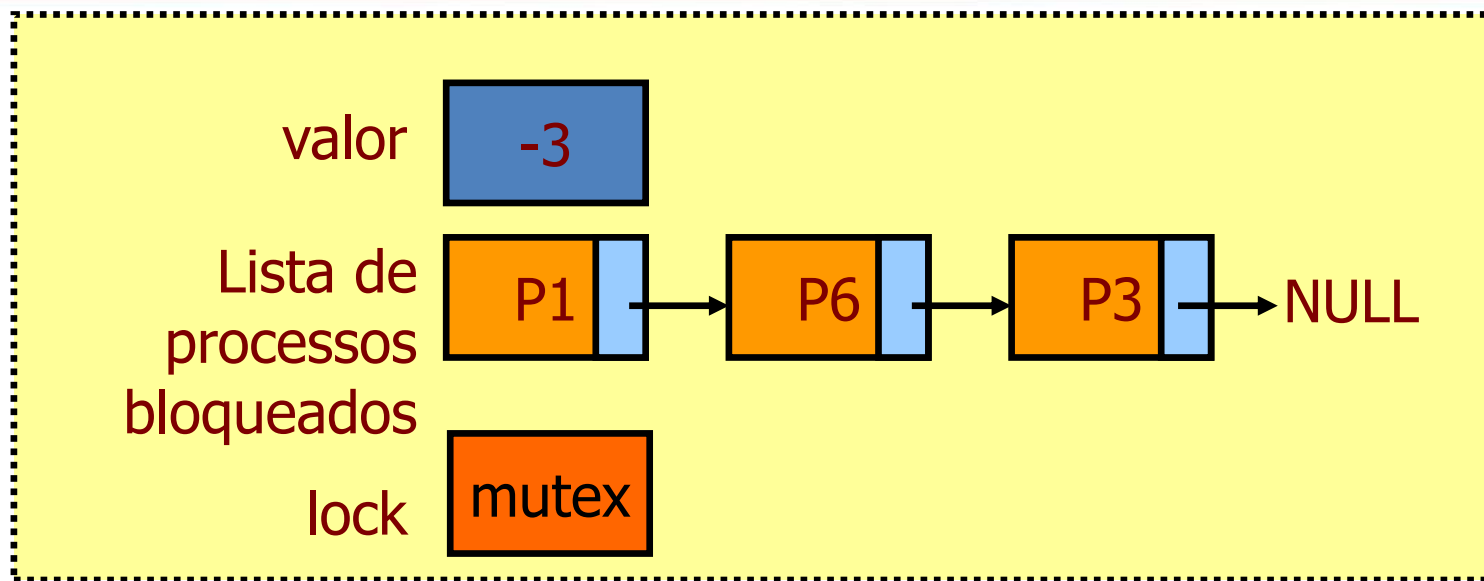 valor
-3
Lista de
processos
bloqueados
P1
P6
P3
NULL
lock
mutex